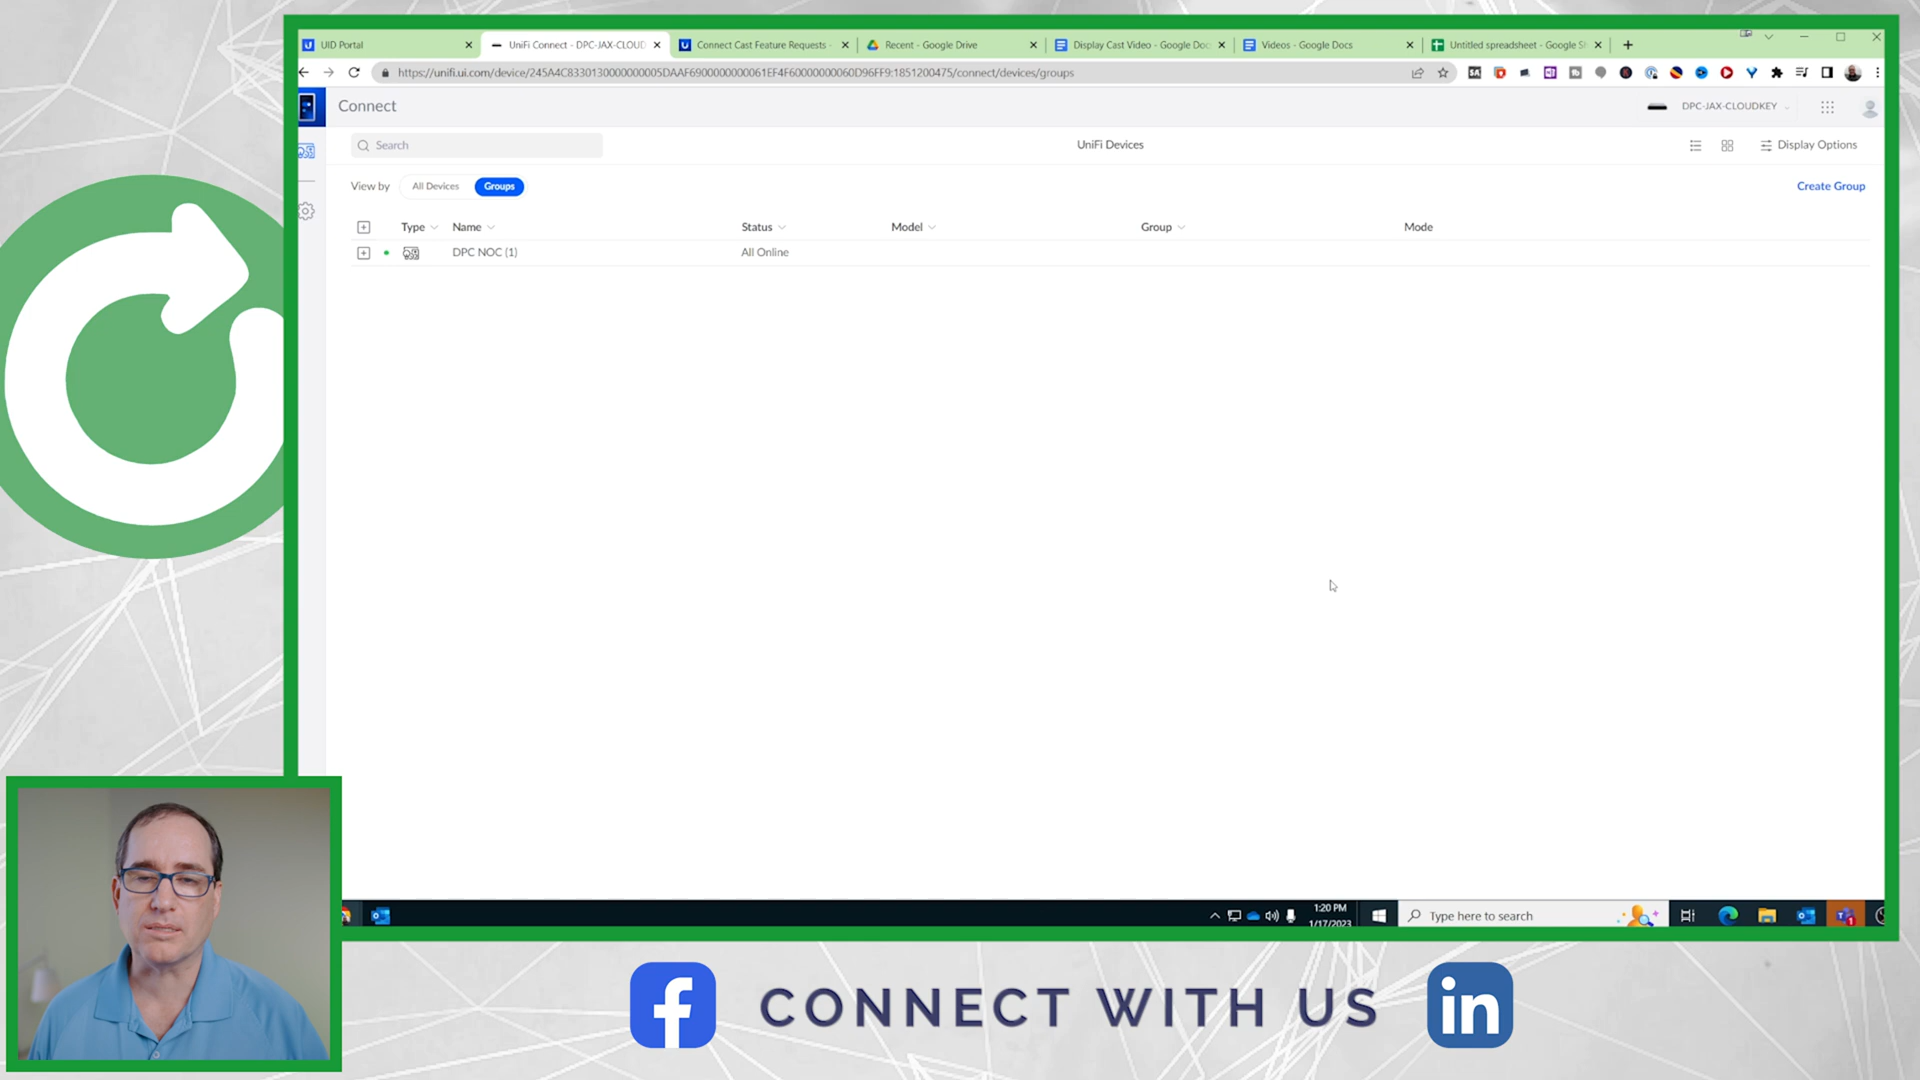 UID Portal
UniFi Connect - DPC-JAX-CLOUD
Connect Cast Feature Requests -
Recent - Google Drive
Display Cast Video - Google Doc
Videos - Google Docs
Untitled spreadsheet - Google S
https://unifi.ui.com/device/245A4C8330130000000005DAAF6900000000061EF4F60000000060D96FF9:1851200475/connect/devices/groups
Connect
DPC-JAX-CLOUDKEY
Search
UniFi Devices
Display Options
View by
All Devices
Groups
Create Group
Type
Name
Status
Model
Group
Mode
DPC NOC (1)
All Online
1:20 PM
1/17/2023
Type here to search
f
CONNECT WITH US
in